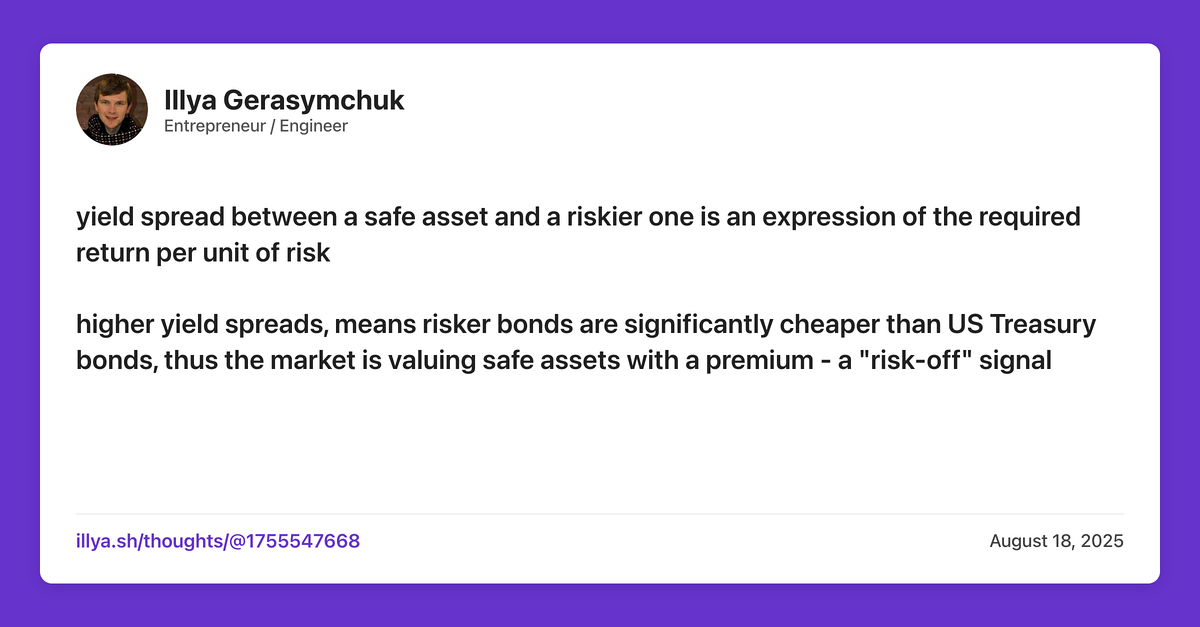 Illya Gerasymchuk
Entrepreneur / Engineer
yield spread between a safe asset and a riskier one is an expression of the required
return per unit of risk
higher yield spreads, means risker bonds are significantly cheaper than US Treasury
bonds, thus the market is valuing safe assets with a premium - a "risk-off" signal
illya.sh/thoughts/@1755547668
August 18, 2025